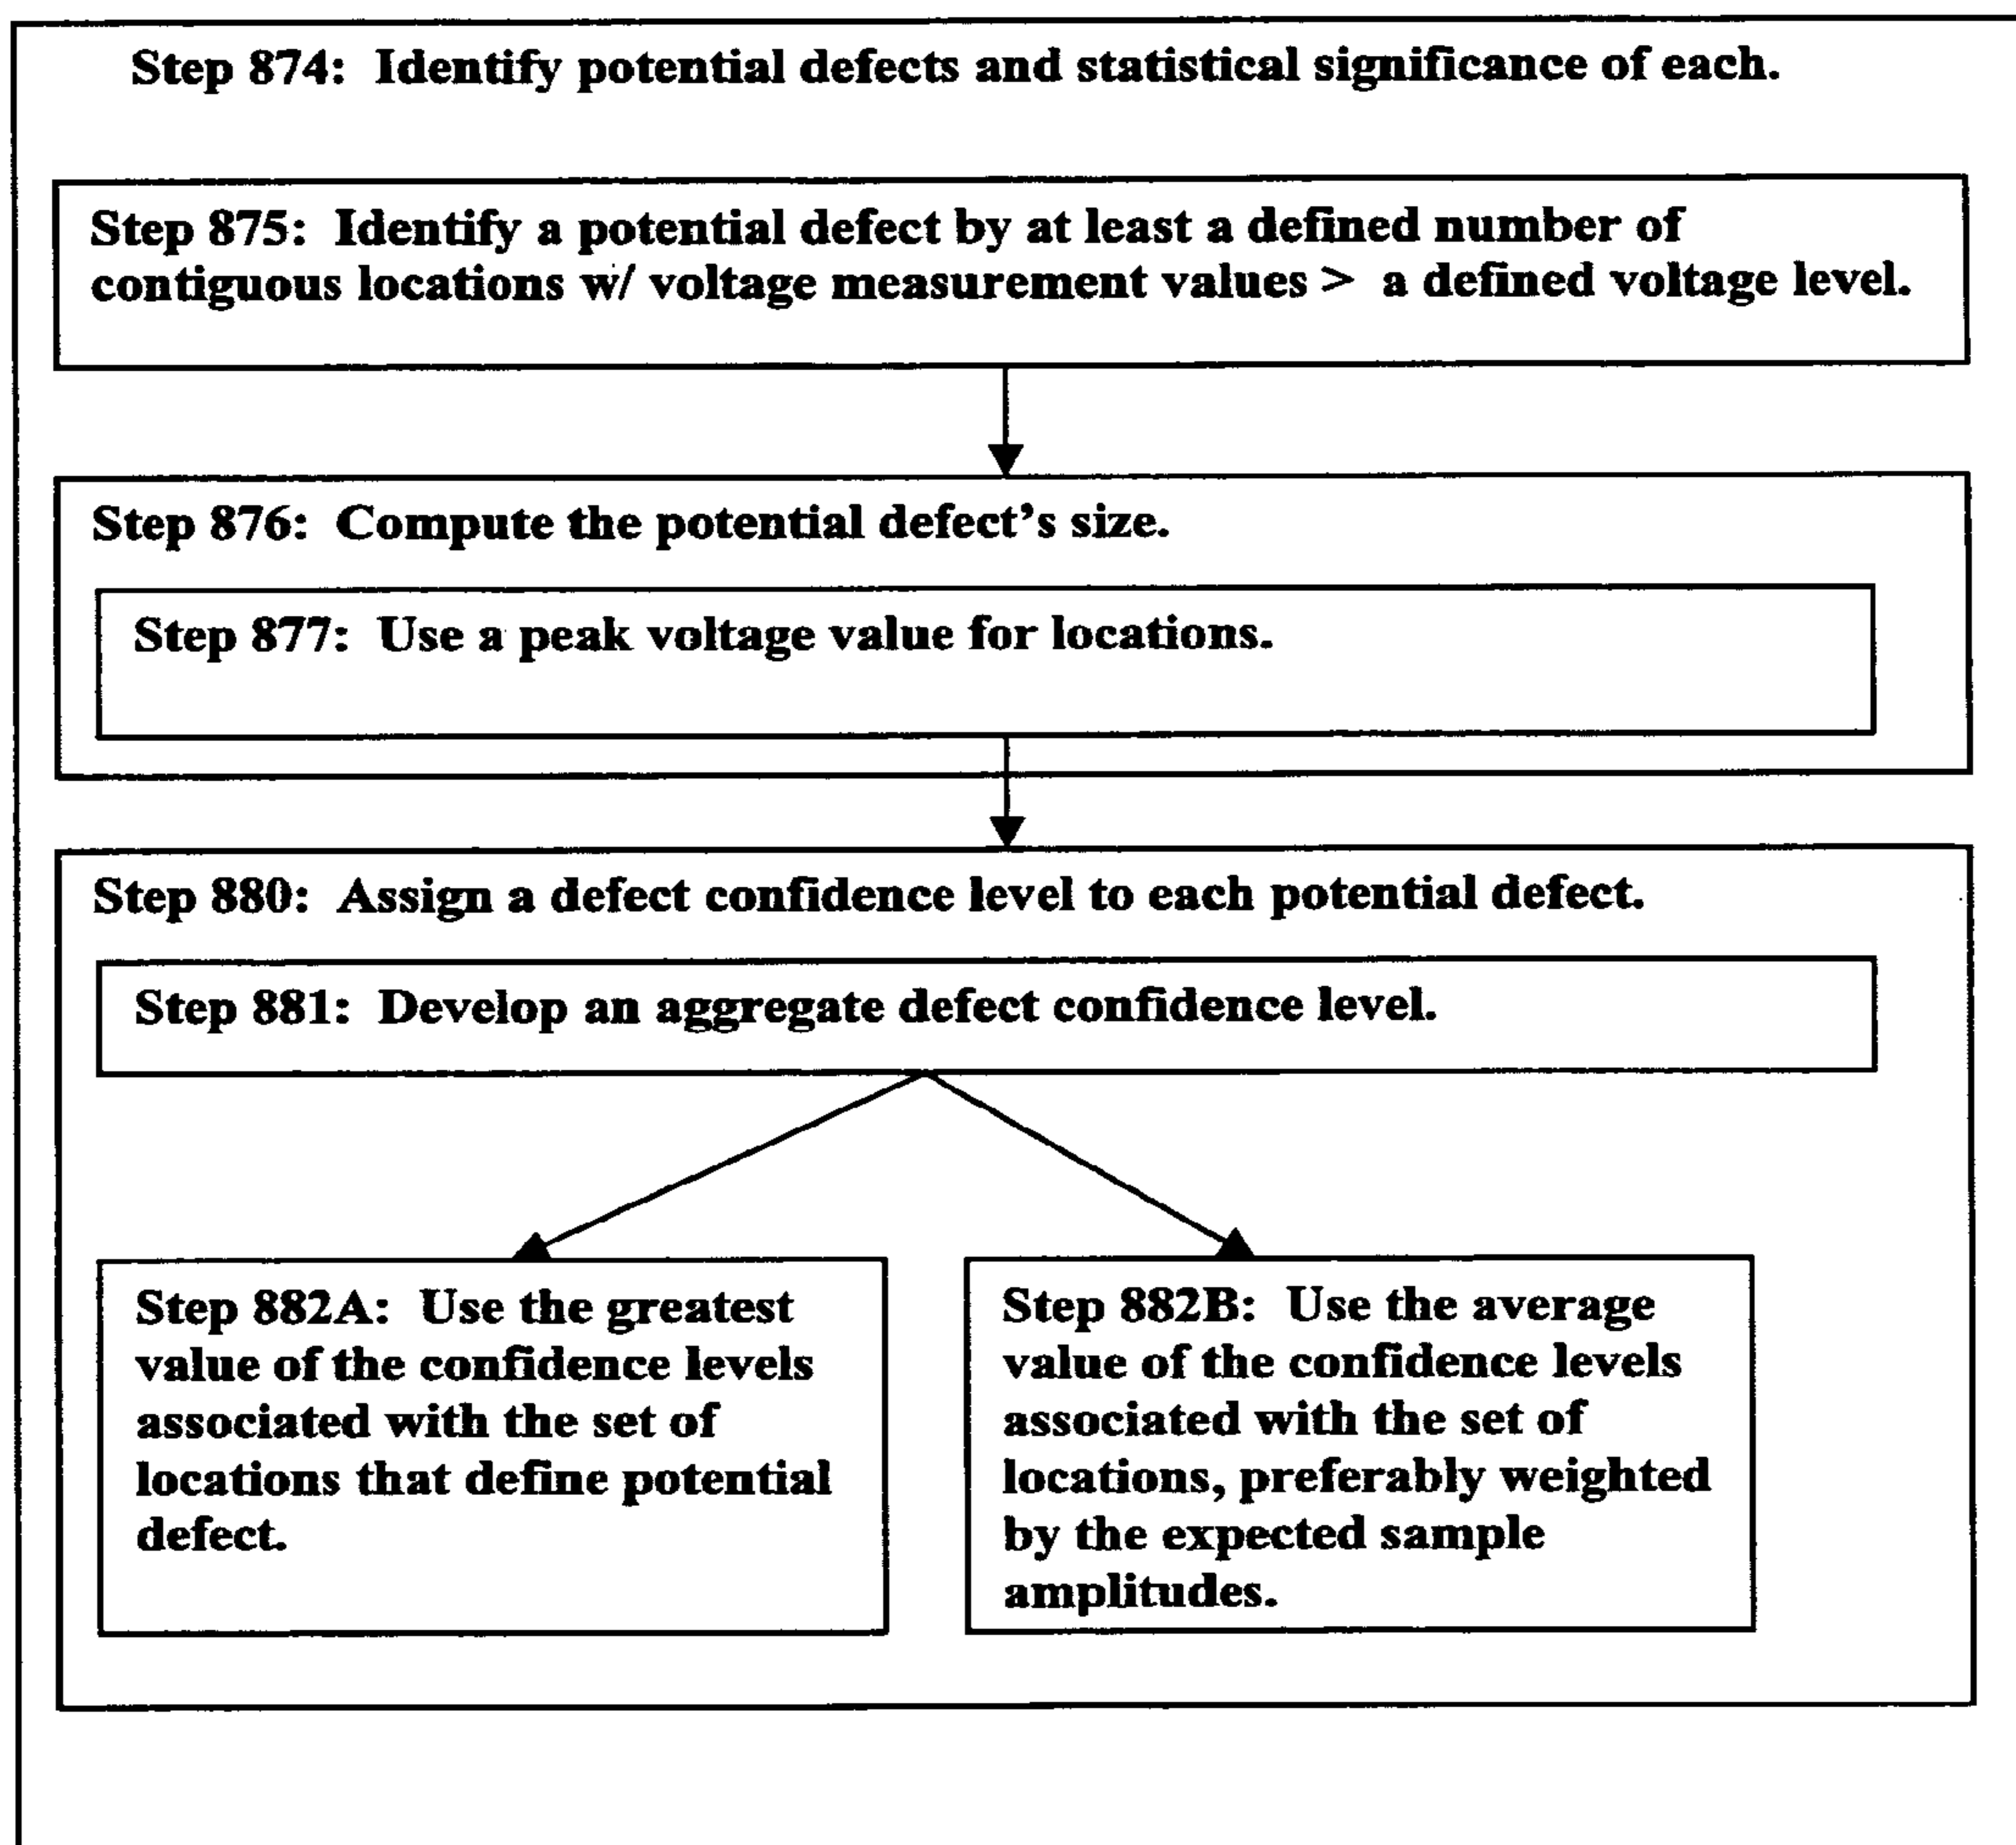 Step 874: Identify potential defects and statistical significance of each.
Step 875: Identify a potential defect by at least a defined number of
contiguous locations w/ voltage measurement values > a defined voltage level.
Step 876: Compute the potential defect's size.
Step 877: Use a peak voltage value for locations.
Step 880: Assign a defect confidence level to each potential defect.
Step 881: Develop an aggregate defect confidence level.
Step 882A: Use the greatest
value of the confidence levels
associated with the set of
locations that define potential
defect.
Step 882B: Use the average
value of the confidence levels
associated with the set of
locations, preferably weighted
by the expected sample
amplitudes.